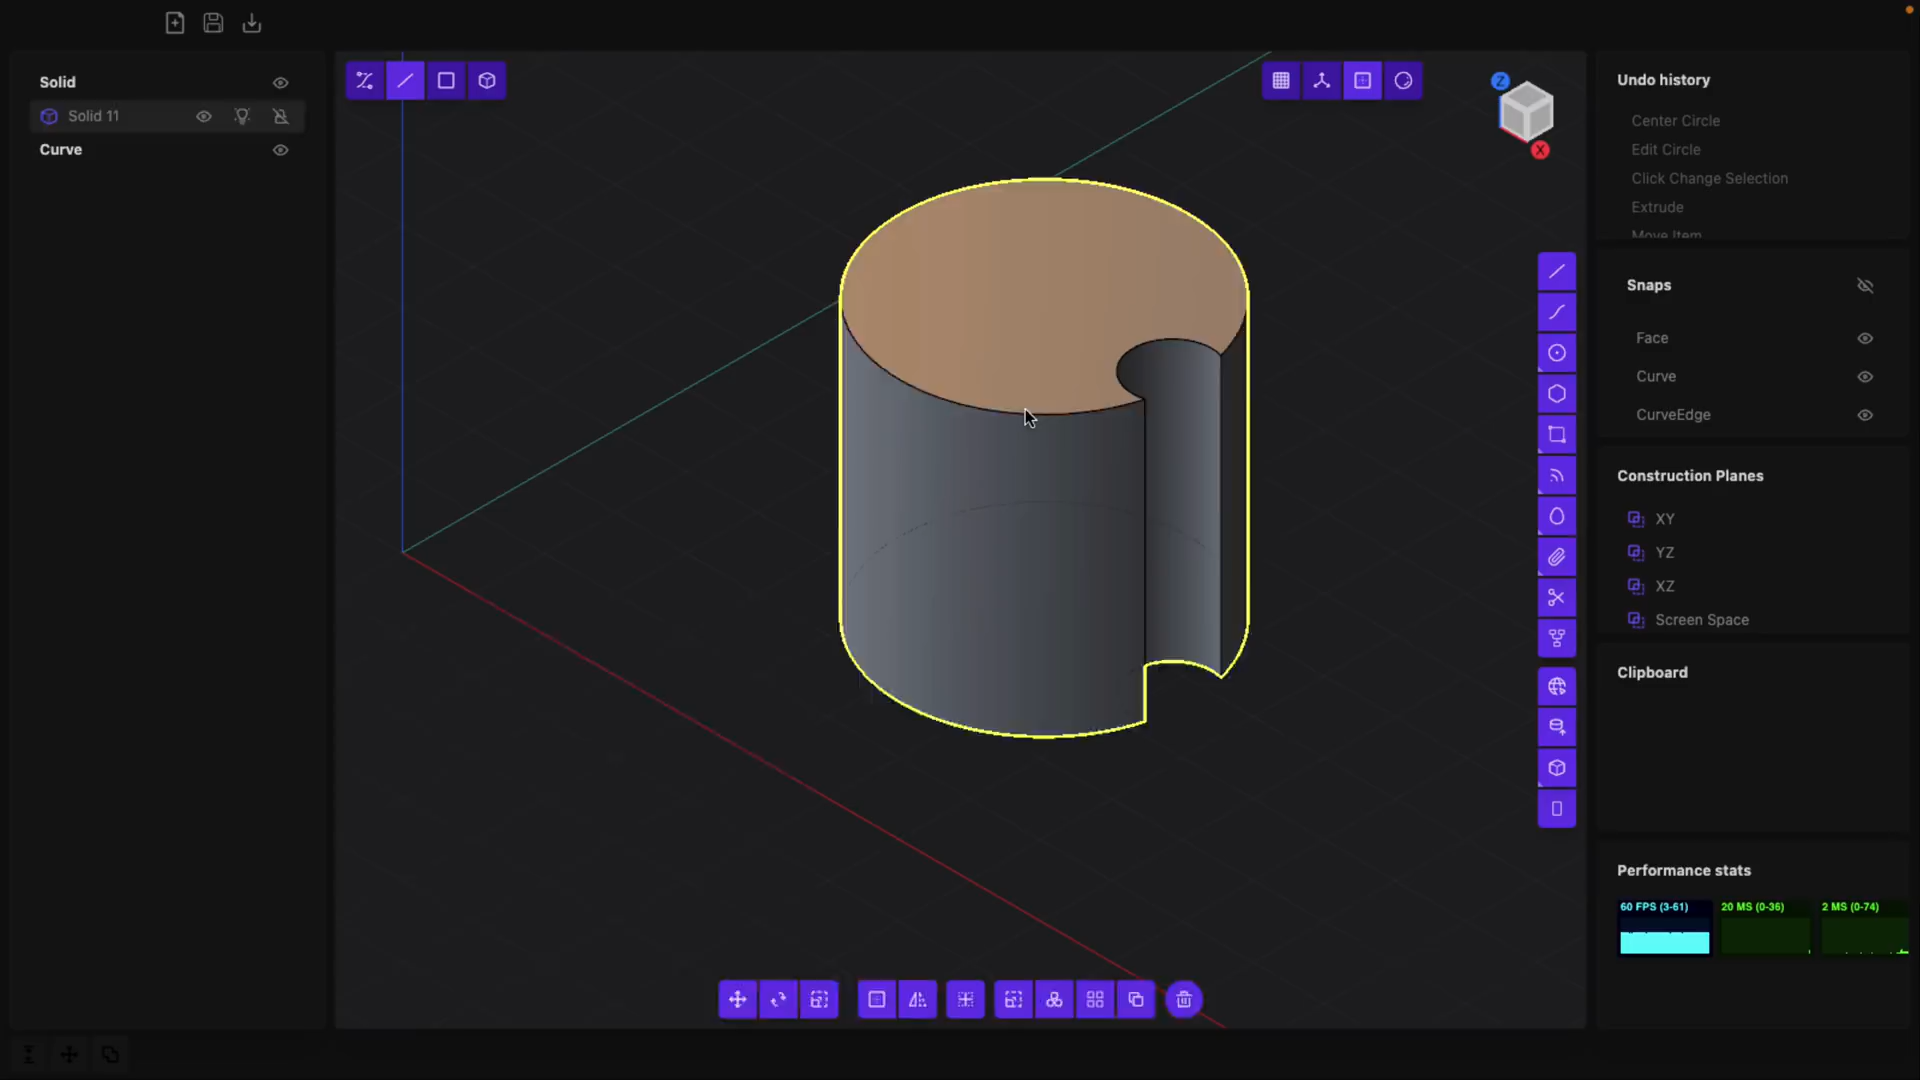 Solid
Solid 11
Curve
Z
X
Undo history
Center Circle
Edit Circle
Click Change Selection
Extrude
Move Item
Snaps
Face
Curve
CurveEdge
Construction Planes
XY
YZ
XZ
Screen Space
Clipboard
Performance stats
60 FPS (3-61) 20 MS (0-36) 2 MS (0-74)